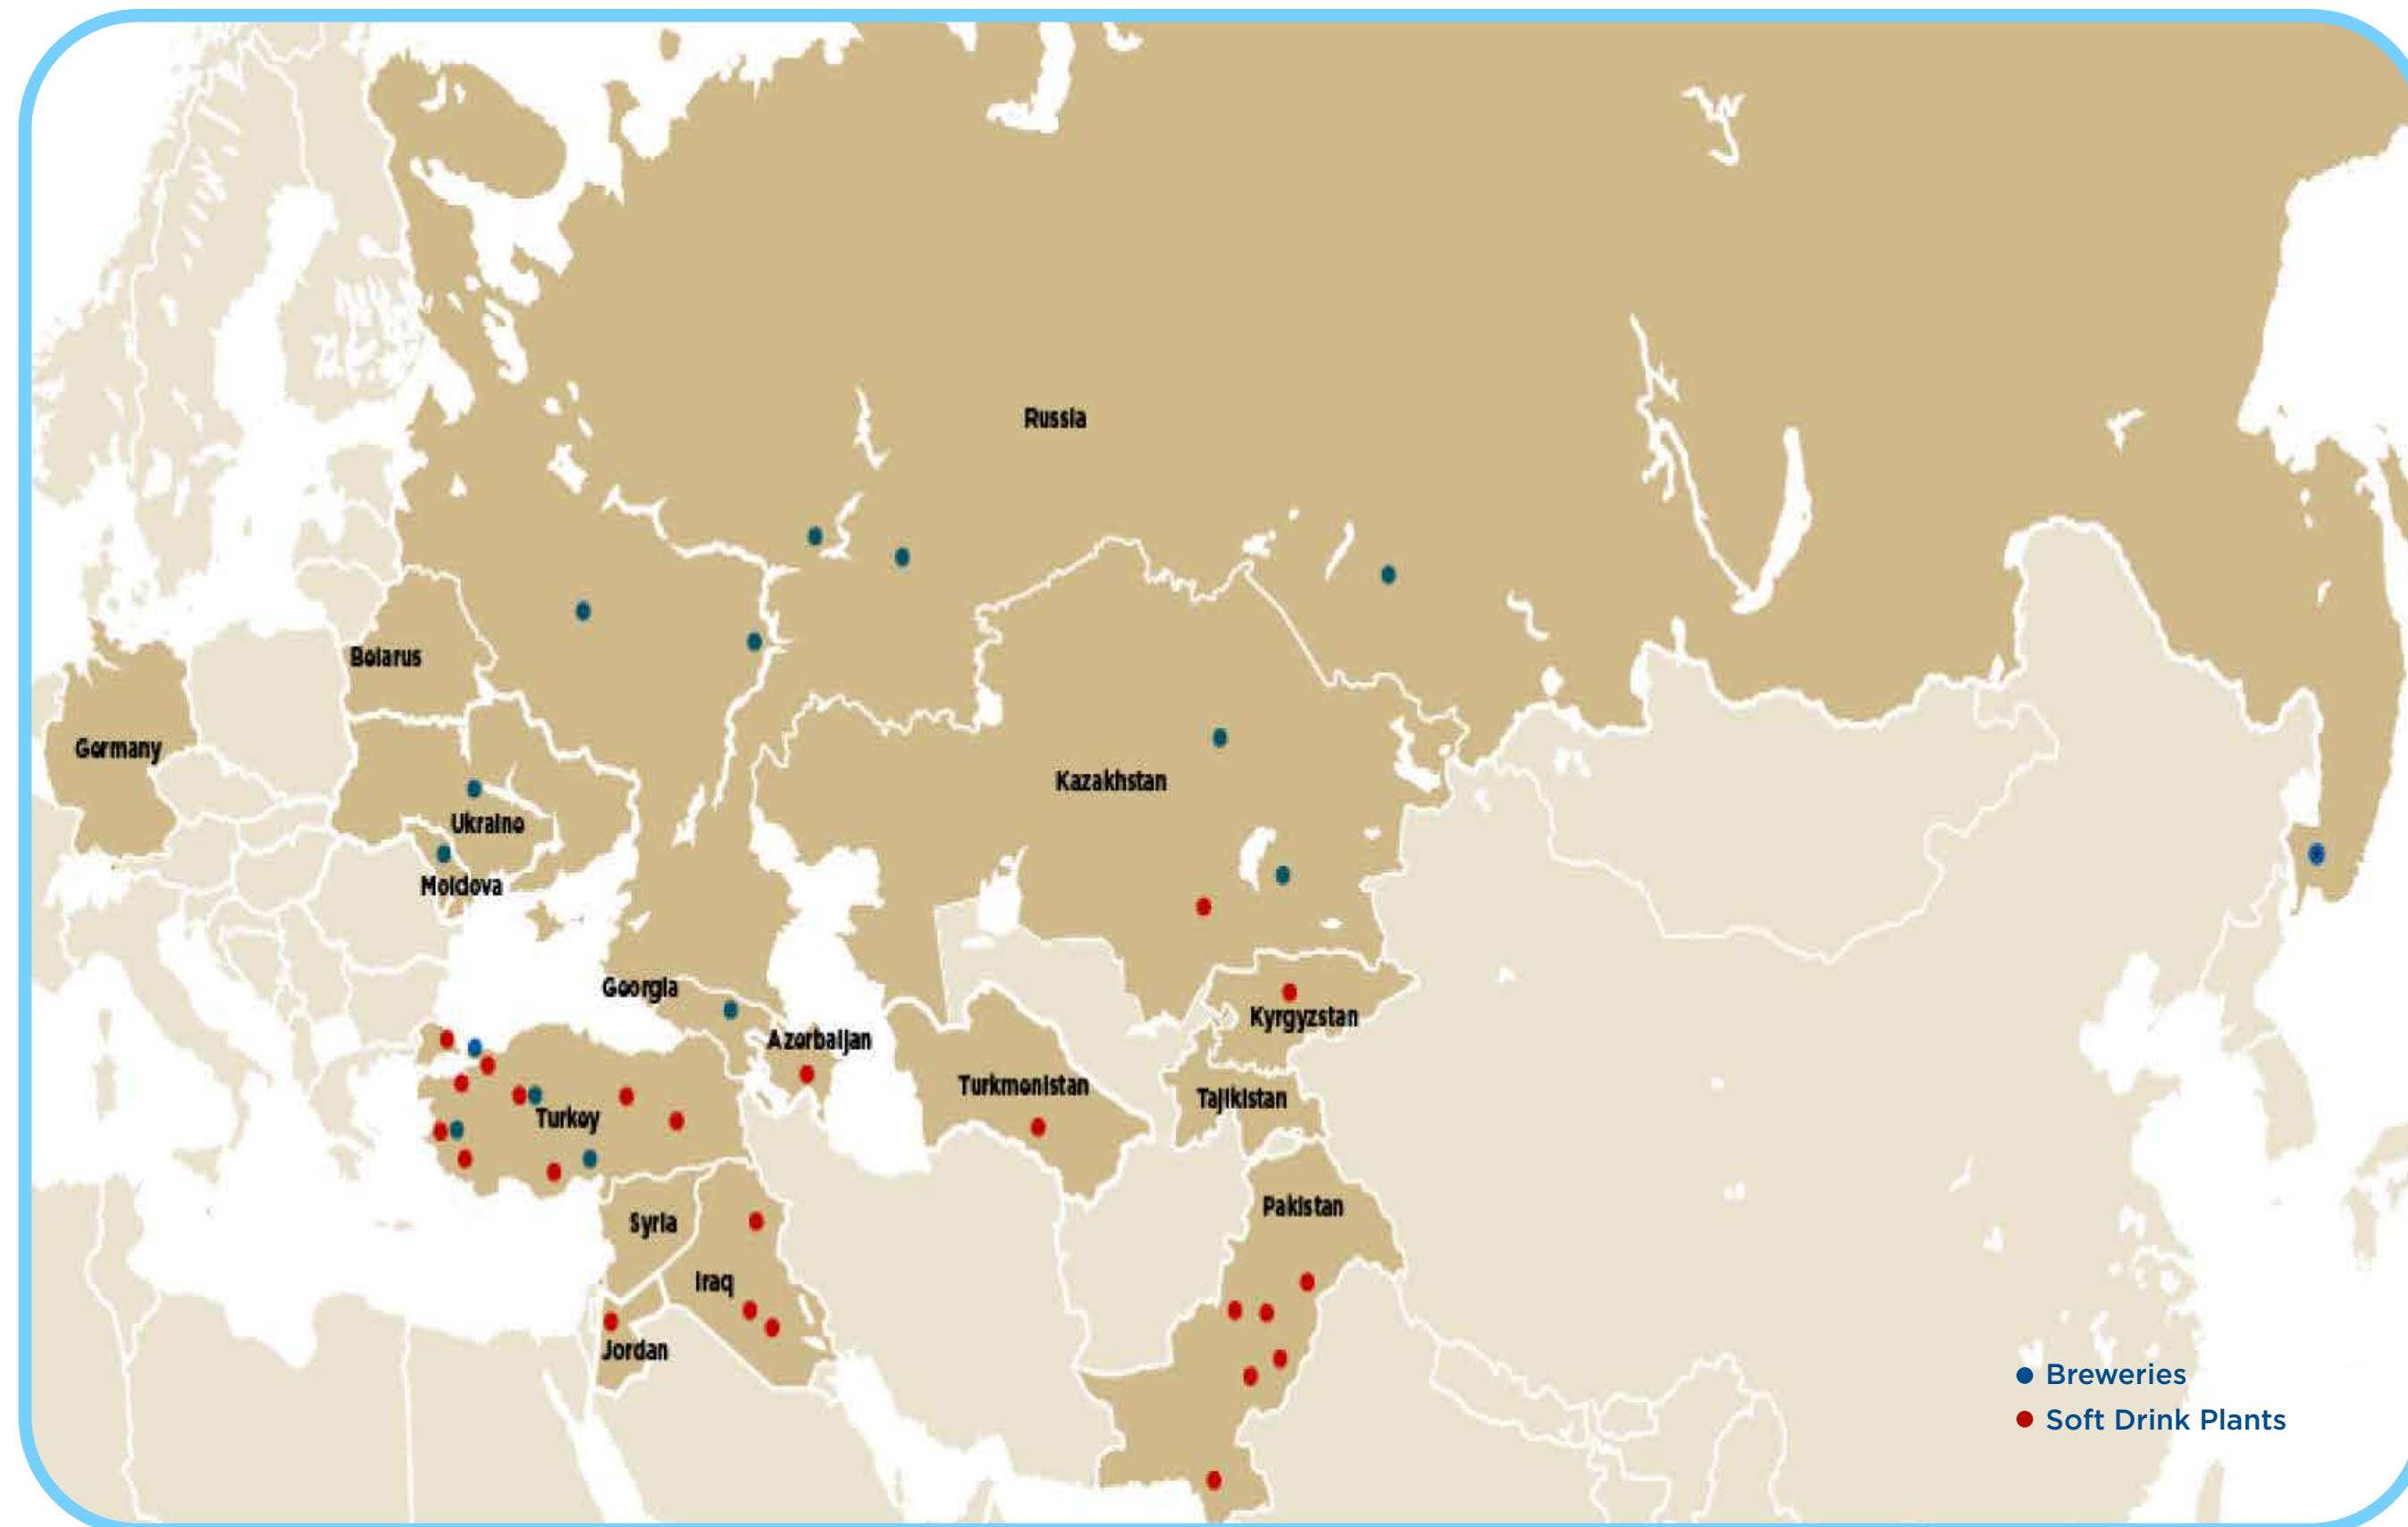 Russia
Belarus
Germany
Kazakhstan
Ukraine
Moldova
Georgia
Kyrgyzstan
Azerbaijan
Turkmenistan
Tajikistan
Turkey
Pakistan
Syria
Iraq
Jordan
Breweries
Soft Drink Plants